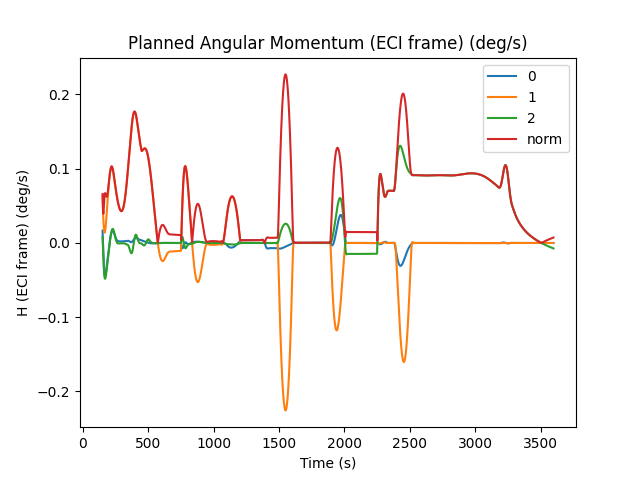 Planned Angular Momentum (ECI frame) (deg/s)
H (ECI frame) (deg/s)
0.2
0.1
0.0
−0.1
−0.2
0
1
2
norm
0 500 1000 1500 2000 2500 3000 3500
Time (s)